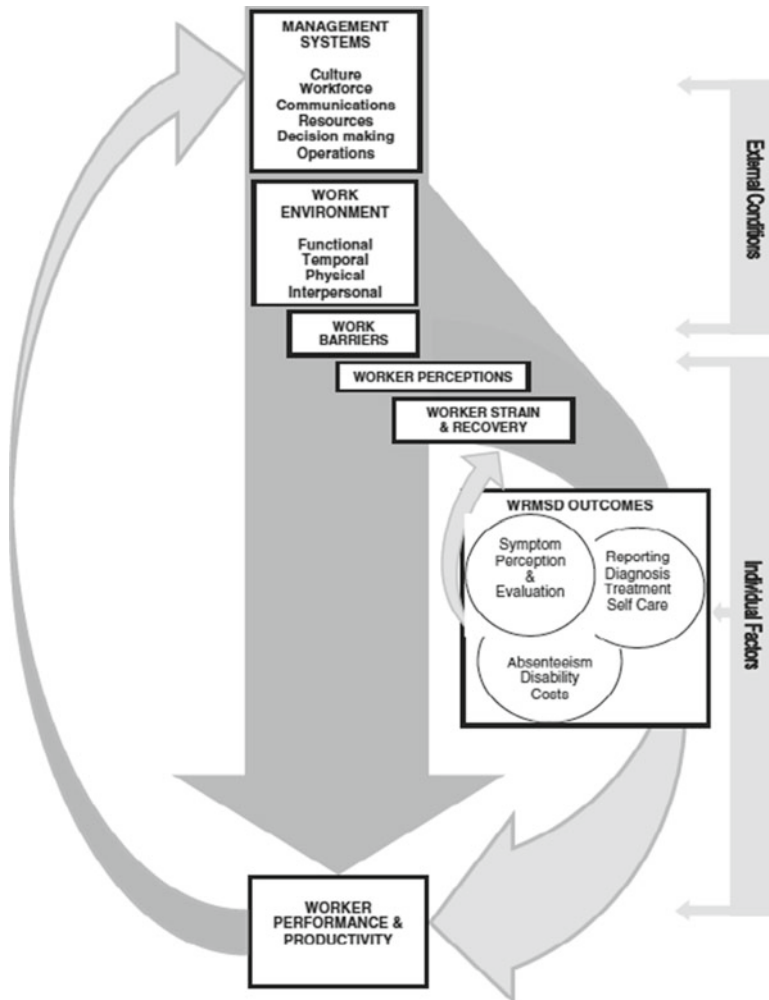 MANAGEMENT
SYSTEMS
Culture
Workforce
Communications
Resources
Decision making
Operations
WORK
ENVIRONMENT
Functional
Temporal
Physical
Interpersonal
WORK
BARRIERS
WORKER PERCEPTIONS
WORKER STRAIN
& RECOVERY
WRMSD OUTCOMES
Symptom
Perception
&
Evaluation
Reporting
Diagnosis
Treatment
Self Care
Absenteeism
Disability
Costs
WORKER
PERFORMANCE &
PRODUCTIVITY
External Conditions
Individual Factors